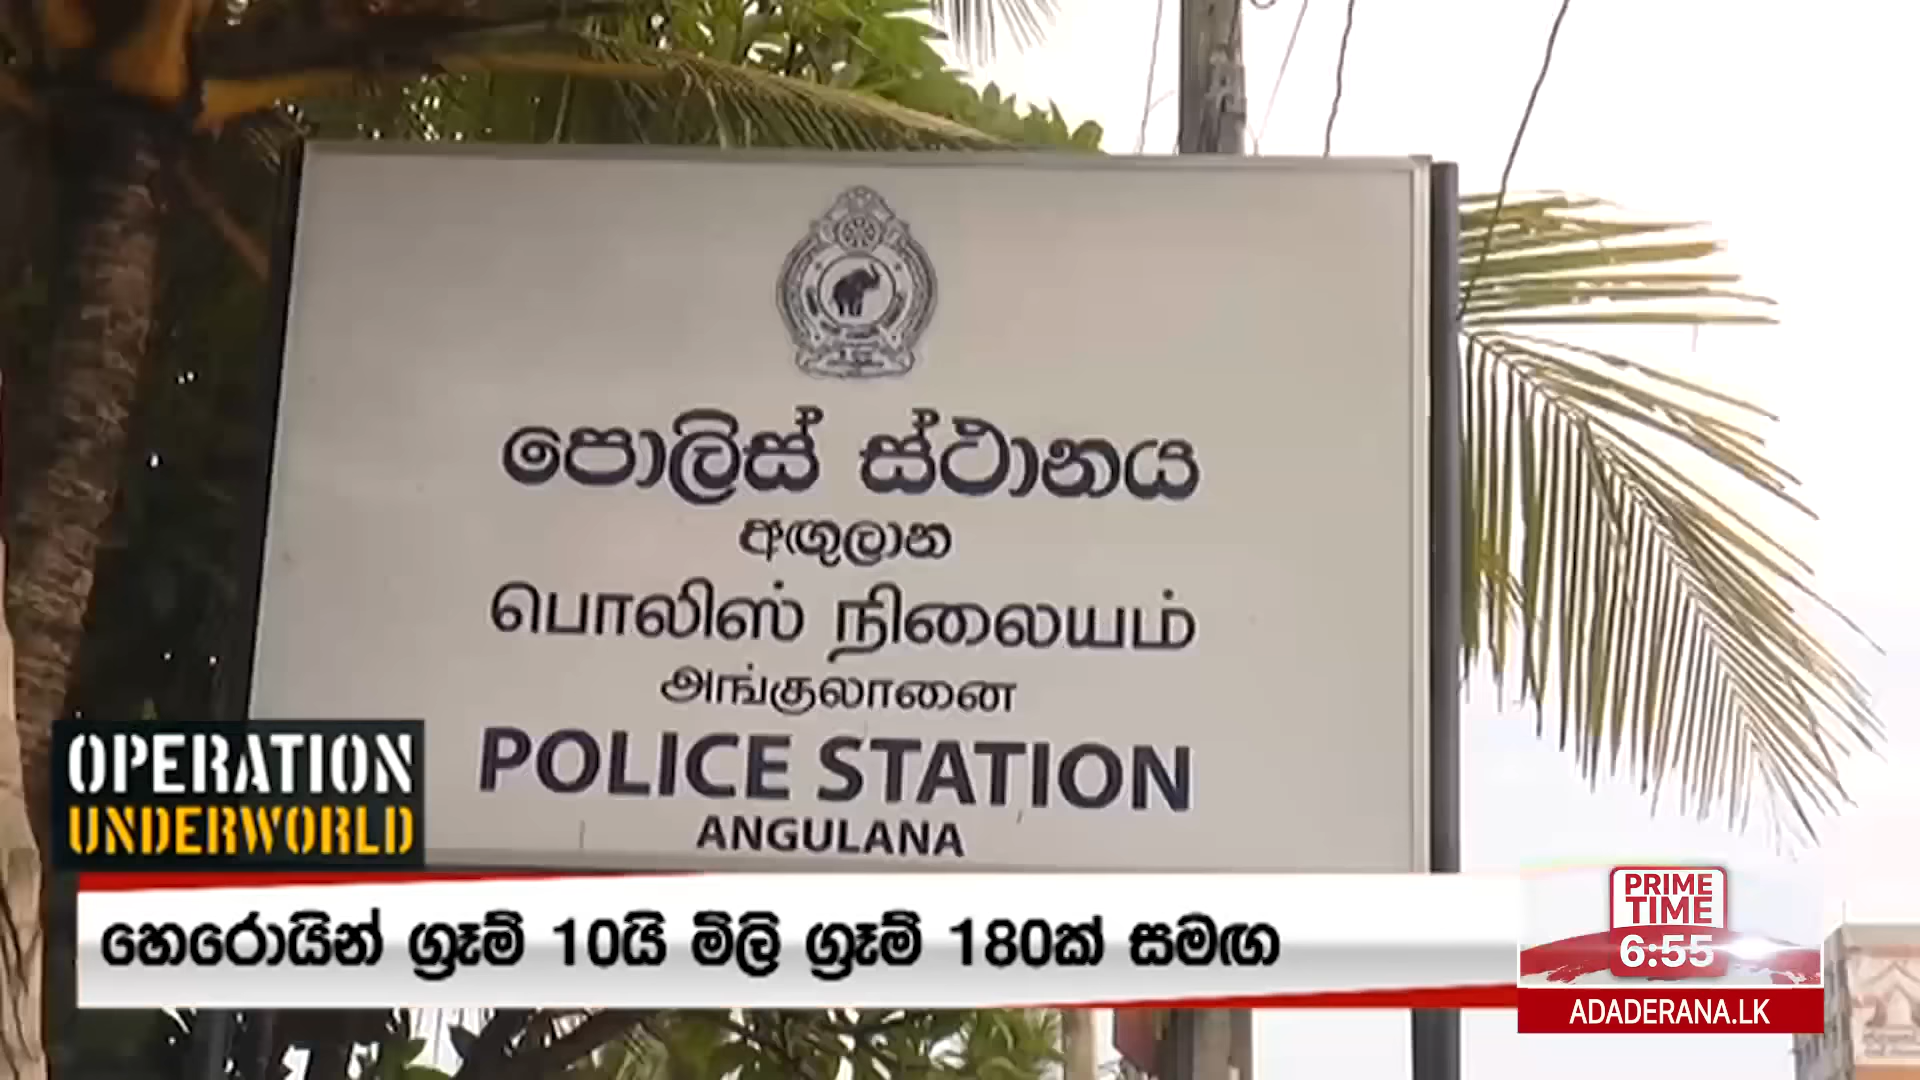 පොලිස් ස්ථානය
අඟුලාන
பொலிஸ் நிலையம்
அங்குலானை
POLICE STATION
ANGULANA
OPERATION
UNDERWORLD
හෙරොයින් ග්‍රෑම් 10යි මිලි ග්‍රෑම් 180ක් සමඟ
PRIME
TIME
6:55
ADADERANA.LK